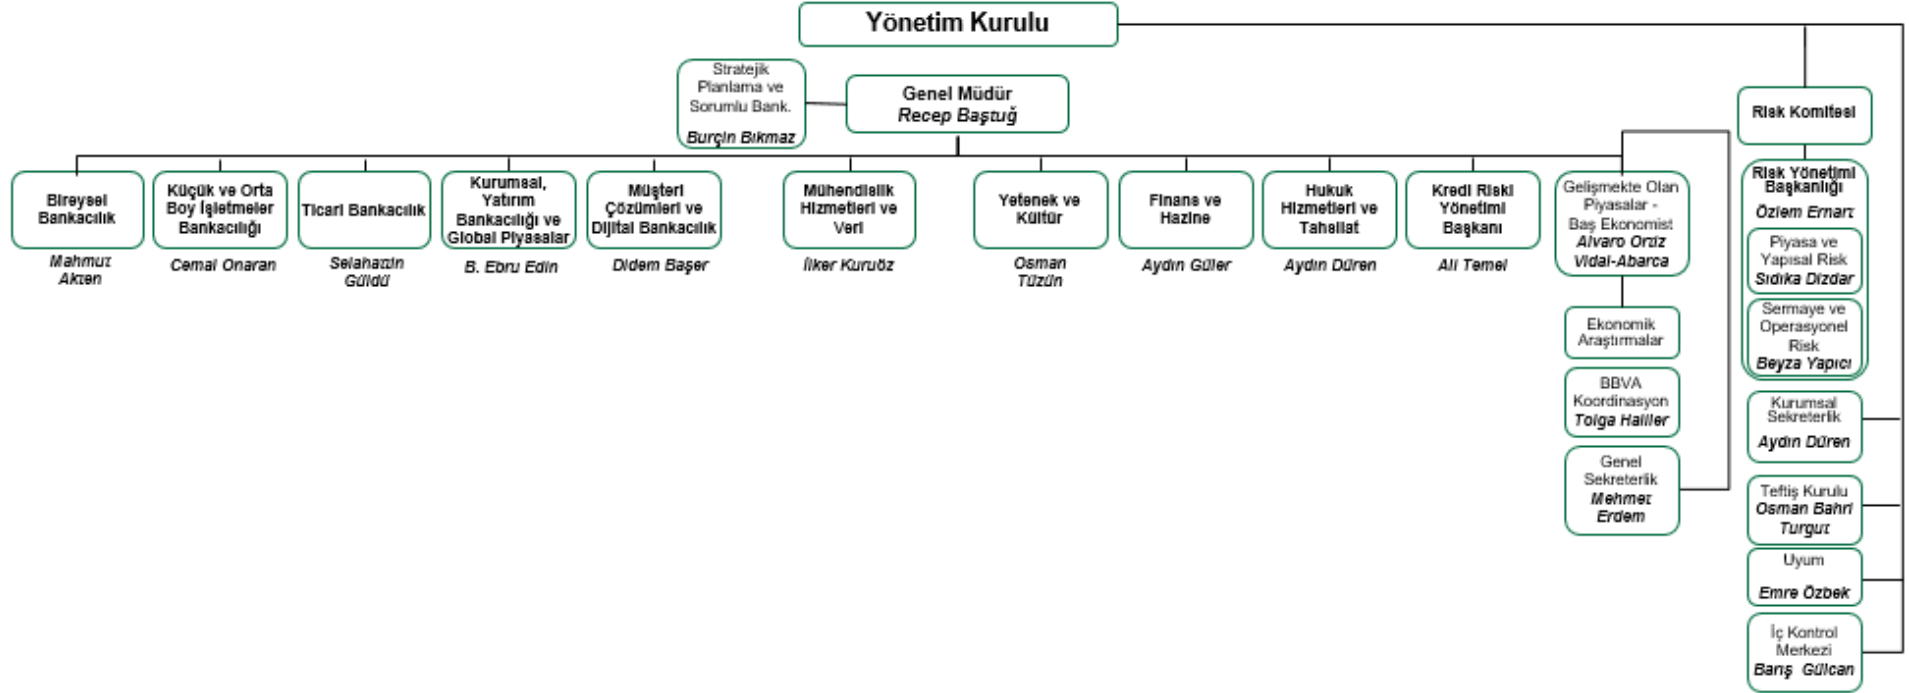 Yönetim Kurulu
Stratejik
Planlama ve
Sorumlu Bank.
Burçin Bıkmaz
Genel Müdür
Recep Baştuğ
Bireysel
Bankacılık
Mahmut
Akten
Küçük ve Orta
Boy İşletmeler
Bankacılığı
Cemal Onaran
Ticari Bankacılık
Selahattin
Güldü
Kurumsal,
Yatırım
Bankacılığı ve
Global Piyasalar
B. Ebru Edin
Müşteri
Çözümleri ve
Dijital Bankacılık
Didem Başer
Mühendislik
Hizmetleri ve
Veri
İlker Kuruöz
Yetenek ve
Kültür
Osman
Tüzün
Finans ve
Hazine
Aydın Güler
Hukuk
Hizmetleri ve
Tahsilat
Aydın Düren
Kredi Riski
Yönetimi
Başkanı
Ali Temel
Gelişmekte Olan
Piyasalar -
Baş Ekonomist
Alvaro Ortiz
Vidal-Abarca
Ekonomik
Araştırmalar
BBVA
Koordinasyon
Tolga Haliler
Genel
Sekreterlik
Mehmet
Erdem
Risk Komitesi
Risk Yönetimi
Başkanlığı
Özlem Ernart
Piyasa ve
Yapısal Risk
Sıdıka Dizdar
Sermaye ve
Operasyonel
Risk
Beyza Yapıcı
Kurumsal
Sekreterlik
Aydın Düren
Teftiş Kurulu
Osman Bahri
Turgut
Uyum
Emre Özbek
İç Kontrol
Merkezi
Barış Gülcan